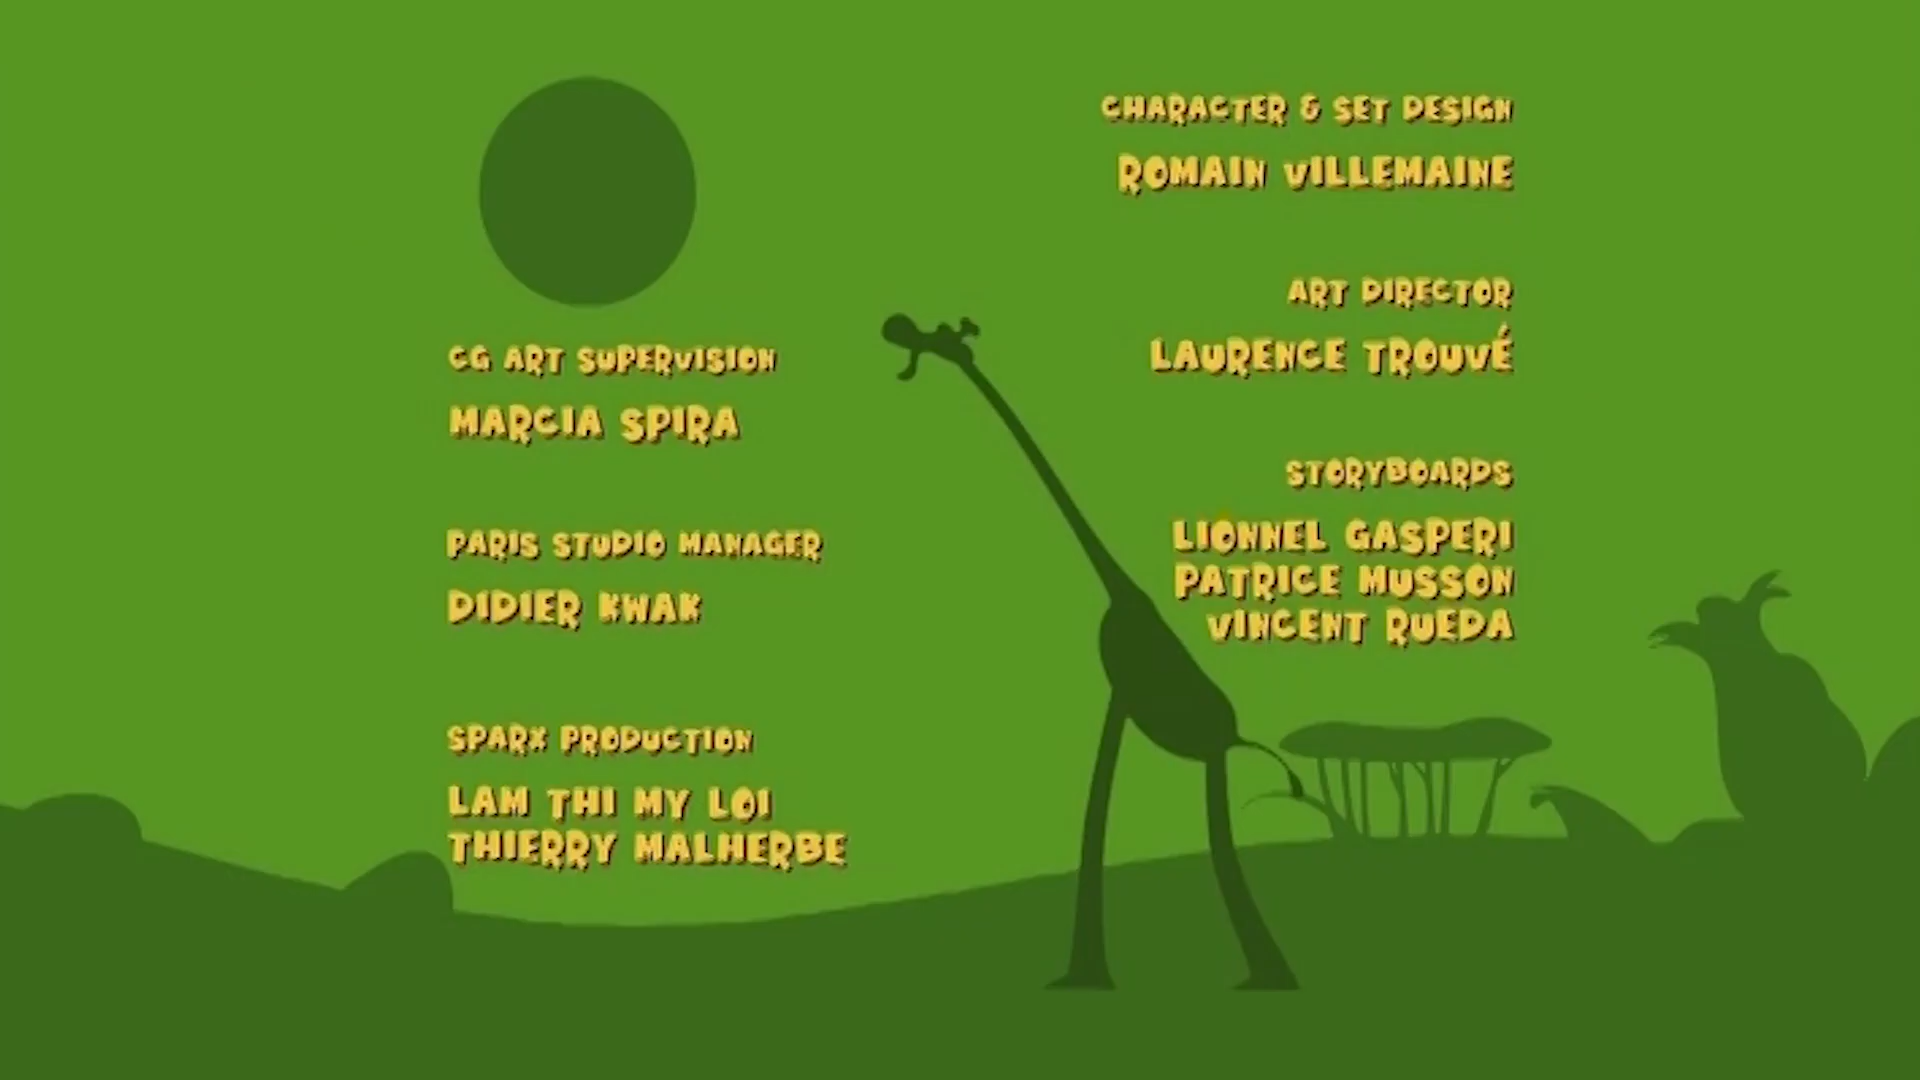 CG ART SUPERVISION
MARCIA SPIRA
PARIS STUDIO MANAGER
DIDIER KWAK
SPARX PRODUCTION
LAM THI MY LOI
THIERRY MALHERBE
CHARACTER & SET DESIGN
ROMAIN VILLEMAINE
ART DIRECTOR
LAURENCE TROUVÉ
STORYBOARDS
LIONNEL GASPERI
PATRICE MUSSON
VINCENT RUEDA